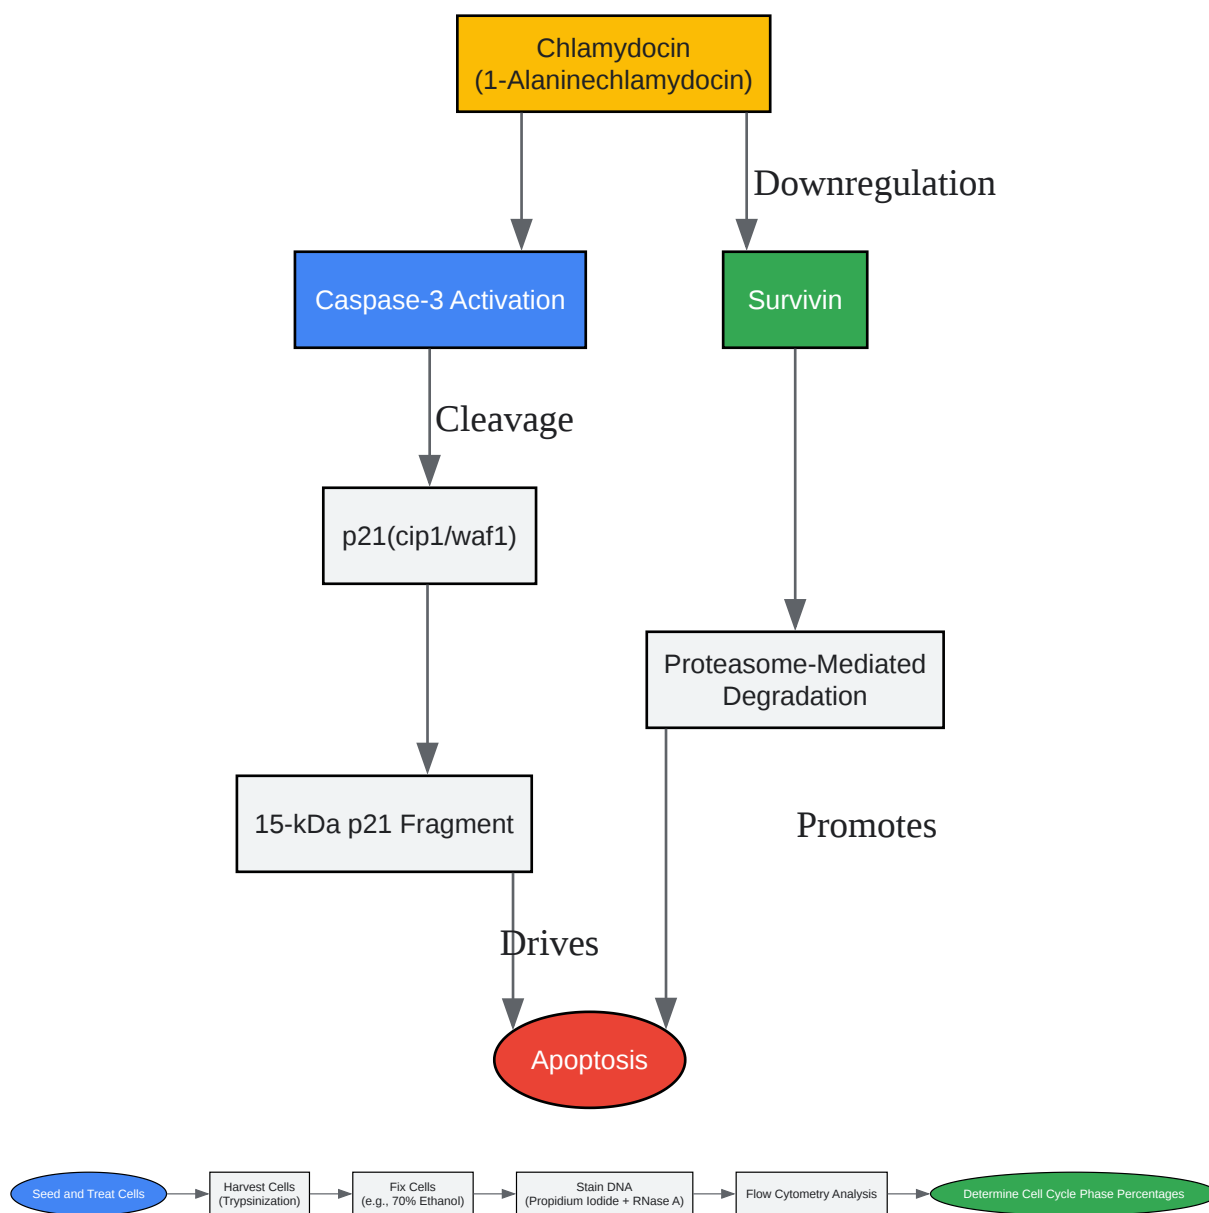 Chlamydocin
(1-Alaninechlamydocin)
Downregulation
Caspase-3 Activation
Survivin
Cleavage
p21(cip1/waf1)
Proteasome-Mediated
Degradation
15-kDa p21 Fragment
Promotes
Drives
Apoptosis
Seed and Treat Cells
Harvest Cells
(Trypsinization)
Fix Cells
(e.g., 70% Ethanol)
Stain DNA
(Propidium Iodide + RNase A)
Flow Cytometry Analysis
Determine Cell Cycle Phase Percentages